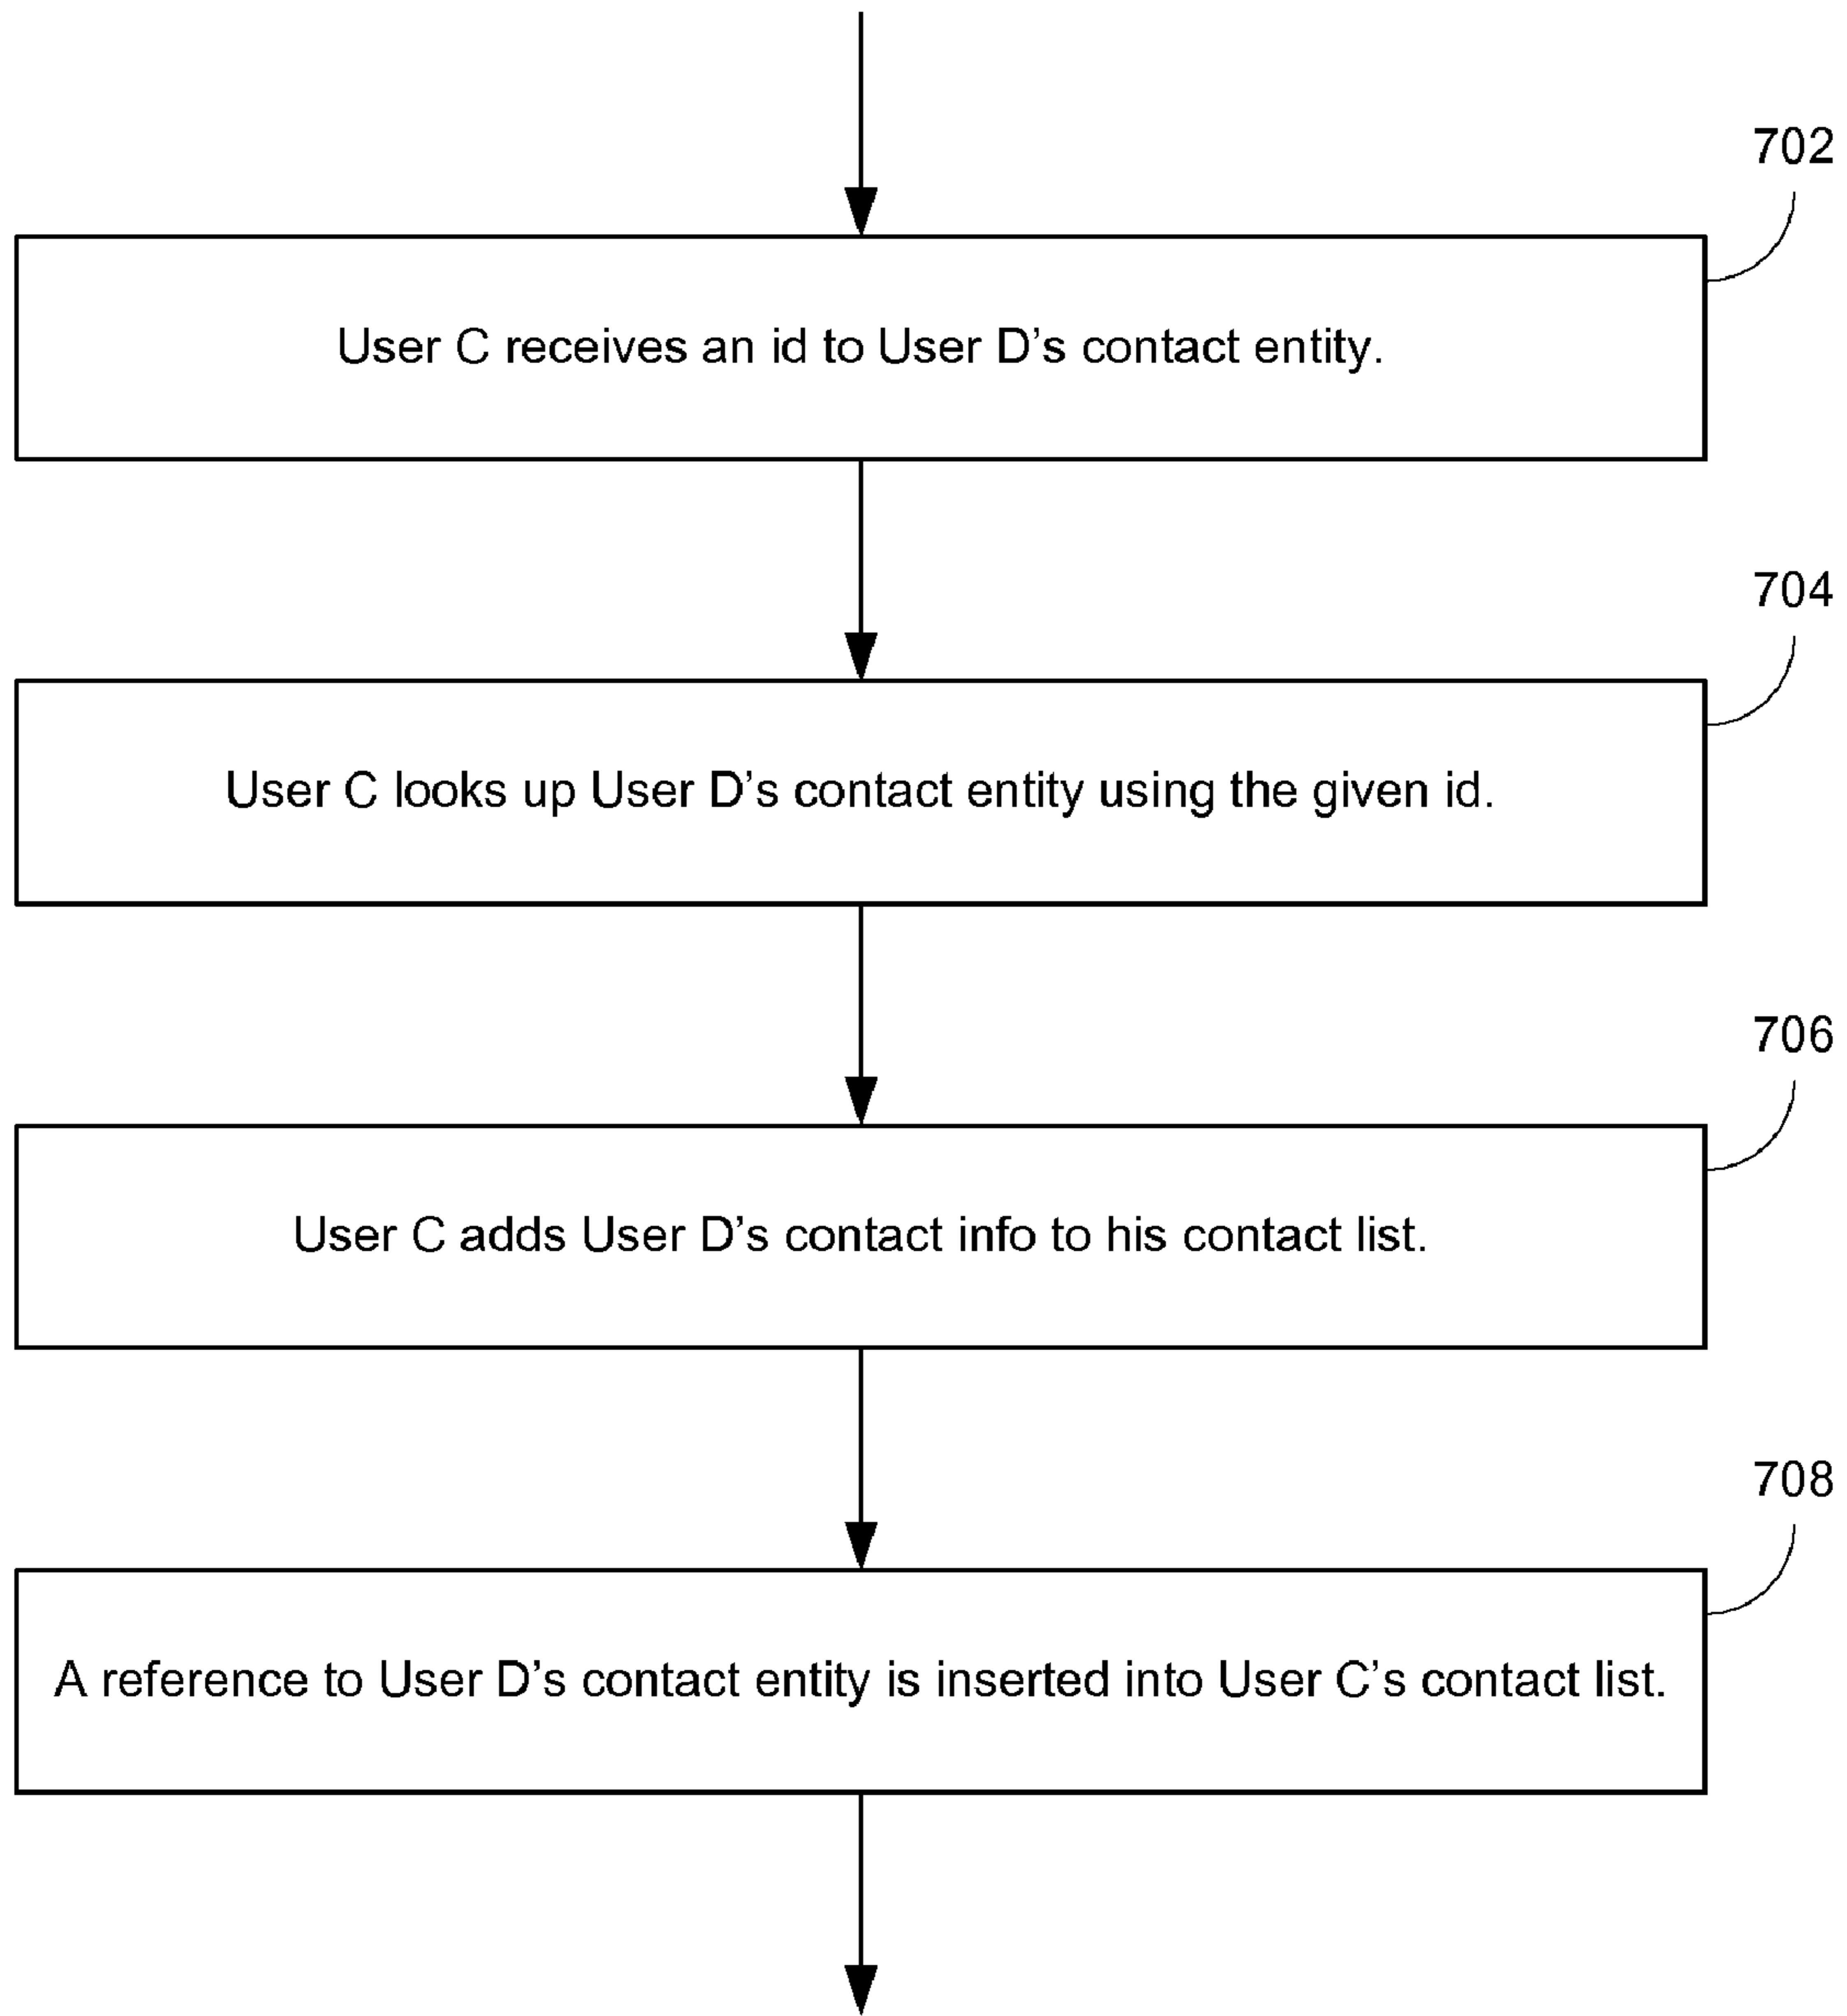 702
User C receives an id to User D’s contact entity.
704
User C looks up User D’s contact entity using the given id.
706
User C adds User D’s contact info to his contact list.
708
A reference to User D’s contact entity is inserted into User C’s contact list.